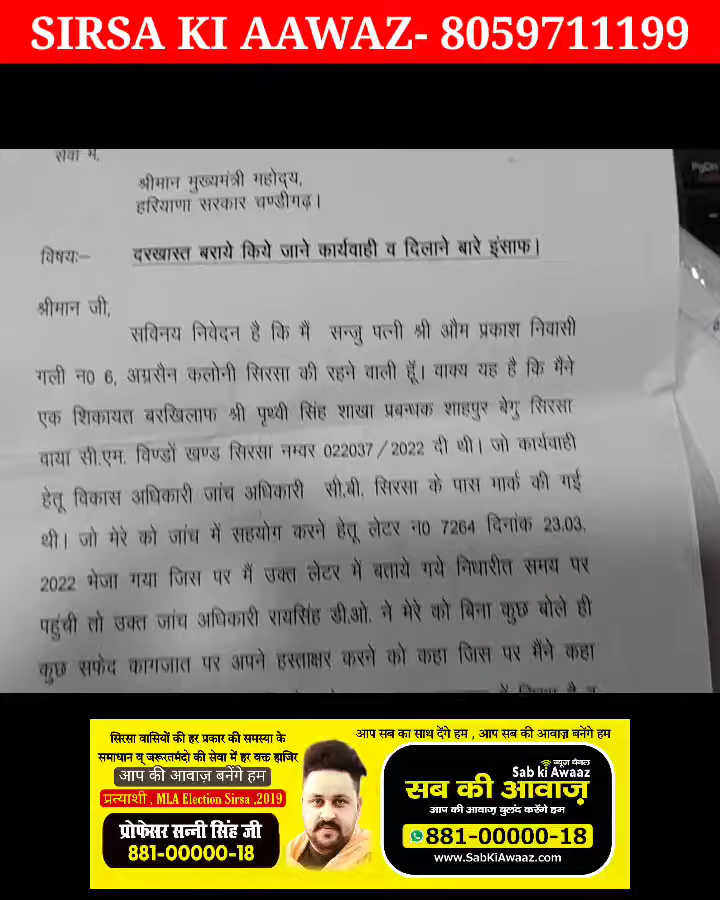 SIRSA KI AAWAZ- 8059711199
सेवा में,
श्रीमान मुख्यमंत्री महोदय,
हरियाणा सरकार चण्डीगढ़।
विषयः– दरखास्त बराये किये जाने कार्यवाही व दिलाने बारे इंसाफ।
श्रीमान जी,
सविनय निवेदन है कि मैं सन्जु पत्नी श्री औम प्रकाश निवासी
गली न0 6, अग्रसैन कलोनी सिरसा की रहने वाली हूँ। वाक्य यह है कि मैंने
एक शिकायत बरखिलाफ श्री पृथ्वी सिंह शाखा प्रबन्धक शाहपुर बेगु सिरसा
वाया सी.एम. विण्डों खण्ड सिरसा नम्वर 022037/2022 दी थी। जो कार्यवाही
हेतू विकास अधिकारी जांच अधिकारी सी.बी. सिरसा के पास मार्क की गई
थी। जो मेरे को जांच में सहयोग करने हेतू लेटर न0 7264 दिनांक 23.03.
2022 भेजा गया जिस पर मैं उक्त लेटर में बताये गये निधारीत समय पर
पहुंची तो उक्त जांच अधिकारी रायसिंह डी.ओ. ने मेरे को बिना कुछ बोले ही
कुछ सफेद कागजात पर अपने हस्ताक्षर करने को कहा जिस पर मैंने कहा
सिरसा वासियों की हर प्रकार की समस्या के
समाधान व् जरूरतमंदो की सेवा में हर वक्त हाजिर
आप की आवाज़ बनेंगे हम
प्रत्याशी , MLA Election Sirsa ,2019
प्रोफेसर सन्नी सिंह जी
881-00000-18
आप सब का साथ देंगे हम , आप सब की आवाज़ बनेंगे हम
न्यूज़ चैनल
Sab ki Awaaz
सब की आवाज़
आप की आवाज़ बुलंद करेंगे हम
881-00000-18
www.SabKiAwaaz.com